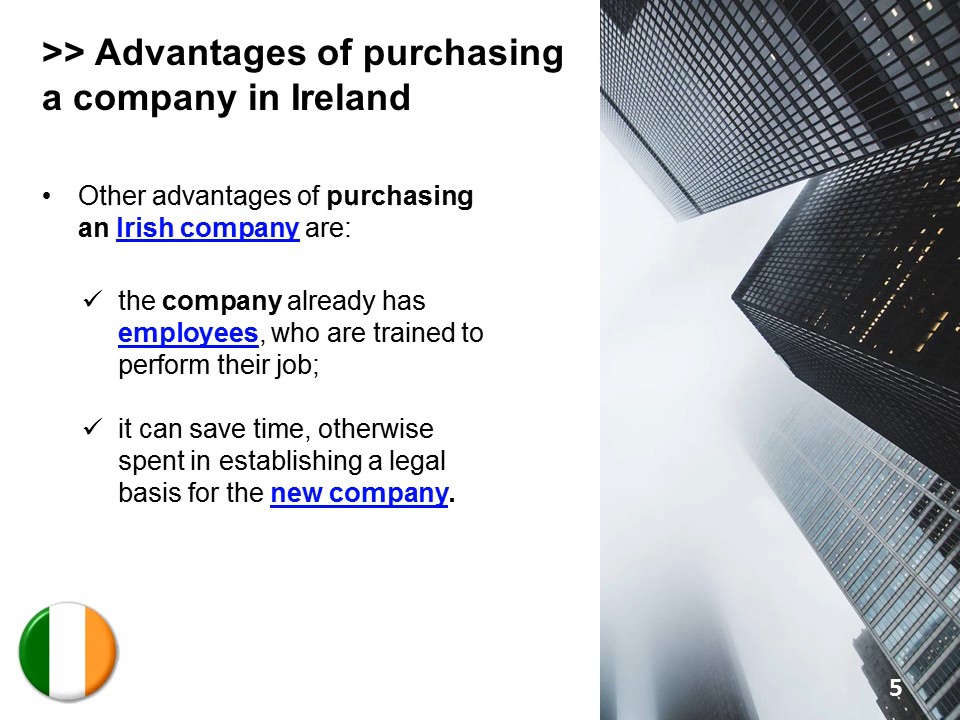 >> Advantages of purchasing
a company in Ireland
• Other advantages of purchasing
an Irish company are:
✓ the company already has
employees, who are trained to
perform their job;
✓ it can save time, otherwise
spent in establishing a legal
basis for the new company.
5